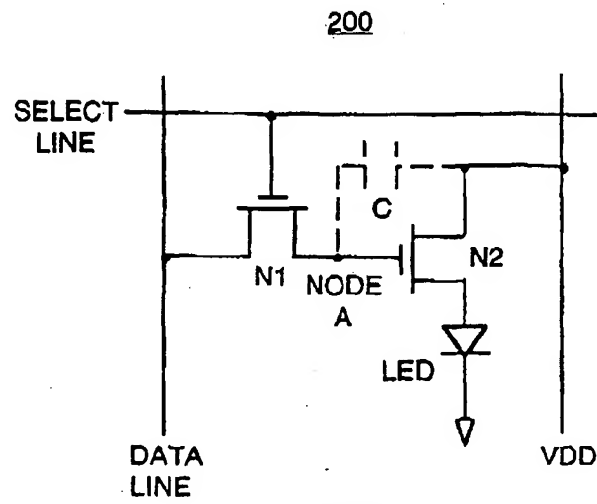 200
SELECT
LINE
C
N1
NODE
A
N2
LED
DATA
LINE
VDD